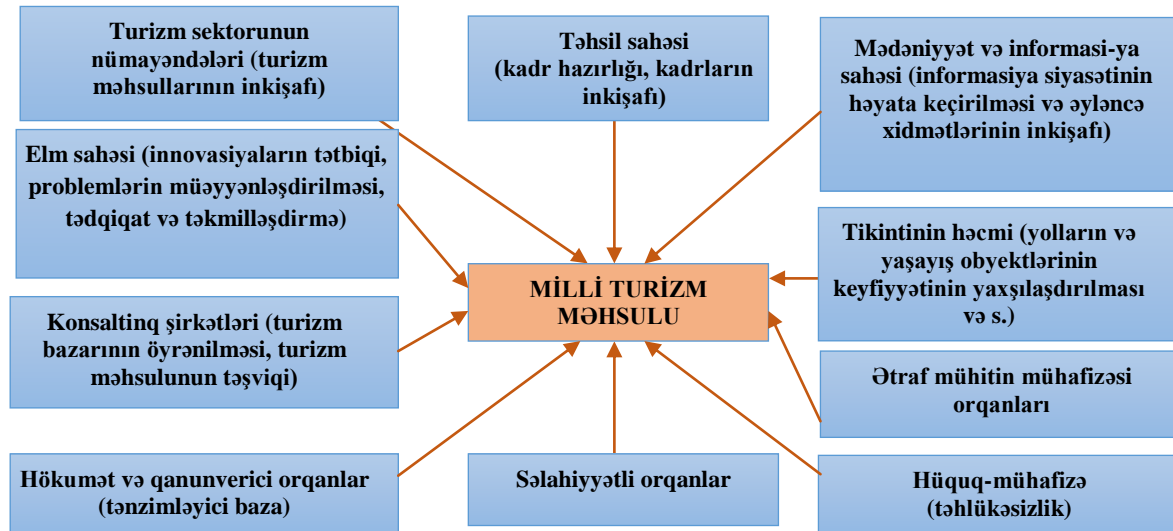 Turizm sektorunun
nümayəndələri (turizm
məhsullarının inkişafı)
Təhsil sahəsi
(kadr hazırlığı, kadrların
inkişafı)
Mədəniyyət və informasi-ya
sahəsi (informasiya siyasətinin
həyata keçirilməsi və əyləncə
xidmətlərinin inkişafı)
Elm sahəsi (innovasiyaların tətbiqi,
problemlərin müəyyənləşdirilməsi,
tədqiqat və təkmilləşdirmə)
Tikintinin həcmi (yolların və
yaşayış obyektlərinin
keyfiyyətinin yaxşılaşdırılması
və s.)
MİLLİ TURİZM
MƏHSULU
Konsaltinq şirkətləri (turizm
bazarının öyrənilməsi, turizm
məhsulunun təşviqi)
Ətraf mühitin mühafizəsi
orqanları
Hökumət və qanunverici orqanlar
(tənzimləyici baza)
Səlahiyyətli orqanlar
Hüquq-mühafizə
(təhlükəsizlik)